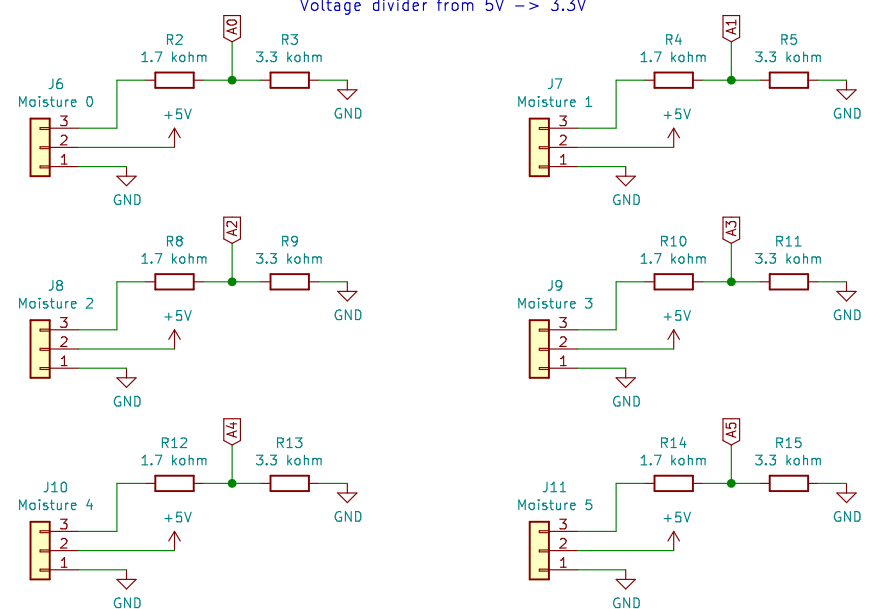 Voltage divider from 5V -> 3.3V
A0
R2
1.7 kohm
R3
3.3 kohm
J6
Moisture 0
+5V
3
2
1
GND
GND
A1
R4
1.7 kohm
R5
3.3 kohm
J7
Moisture 1
+5V
3
2
1
GND
GND
A2
R8
1.7 kohm
R9
3.3 kohm
J8
Moisture 2
+5V
3
2
1
GND
GND
A3
R10
1.7 kohm
R11
3.3 kohm
J9
Moisture 3
+5V
3
2
1
GND
GND
A4
R12
1.7 kohm
R13
3.3 kohm
J10
Moisture 4
+5V
3
2
1
GND
GND
A5
R14
1.7 kohm
R15
3.3 kohm
J11
Moisture 5
+5V
3
2
1
GND
GND